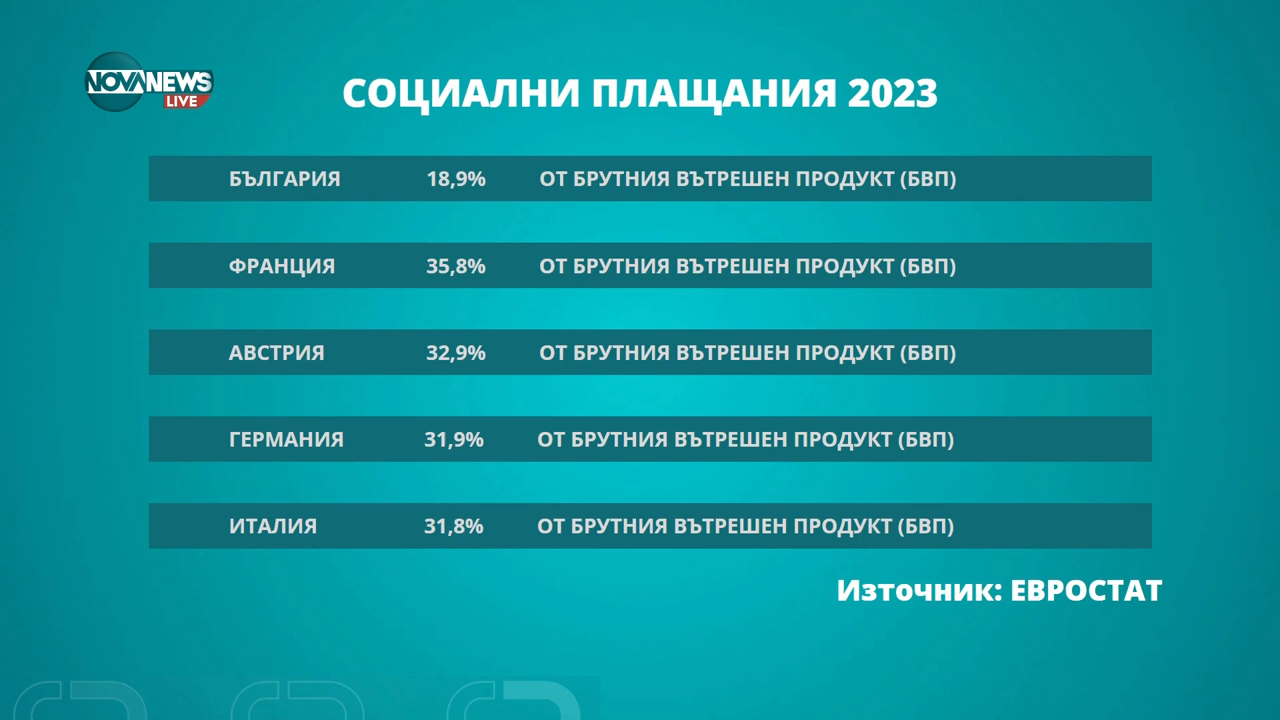 NOVANEWS
LIVE
СОЦИАЛНИ ПЛАЩАНИЯ 2023
БЪЛГАРИЯ 18,9% ОТ БРУТНИЯ ВЪТРЕШЕН ПРОДУКТ (БВП)
ФРАНЦИЯ 35,8% ОТ БРУТНИЯ ВЪТРЕШЕН ПРОДУКТ (БВП)
АВСТРИЯ 32,9% ОТ БРУТНИЯ ВЪТРЕШЕН ПРОДУКТ (БВП)
ГЕРМАНИЯ 31,9% ОТ БРУТНИЯ ВЪТРЕШЕН ПРОДУКТ (БВП)
ИТАЛИЯ 31,8% ОТ БРУТНИЯ ВЪТРЕШЕН ПРОДУКТ (БВП)
Източник: ЕВРОСТАТ